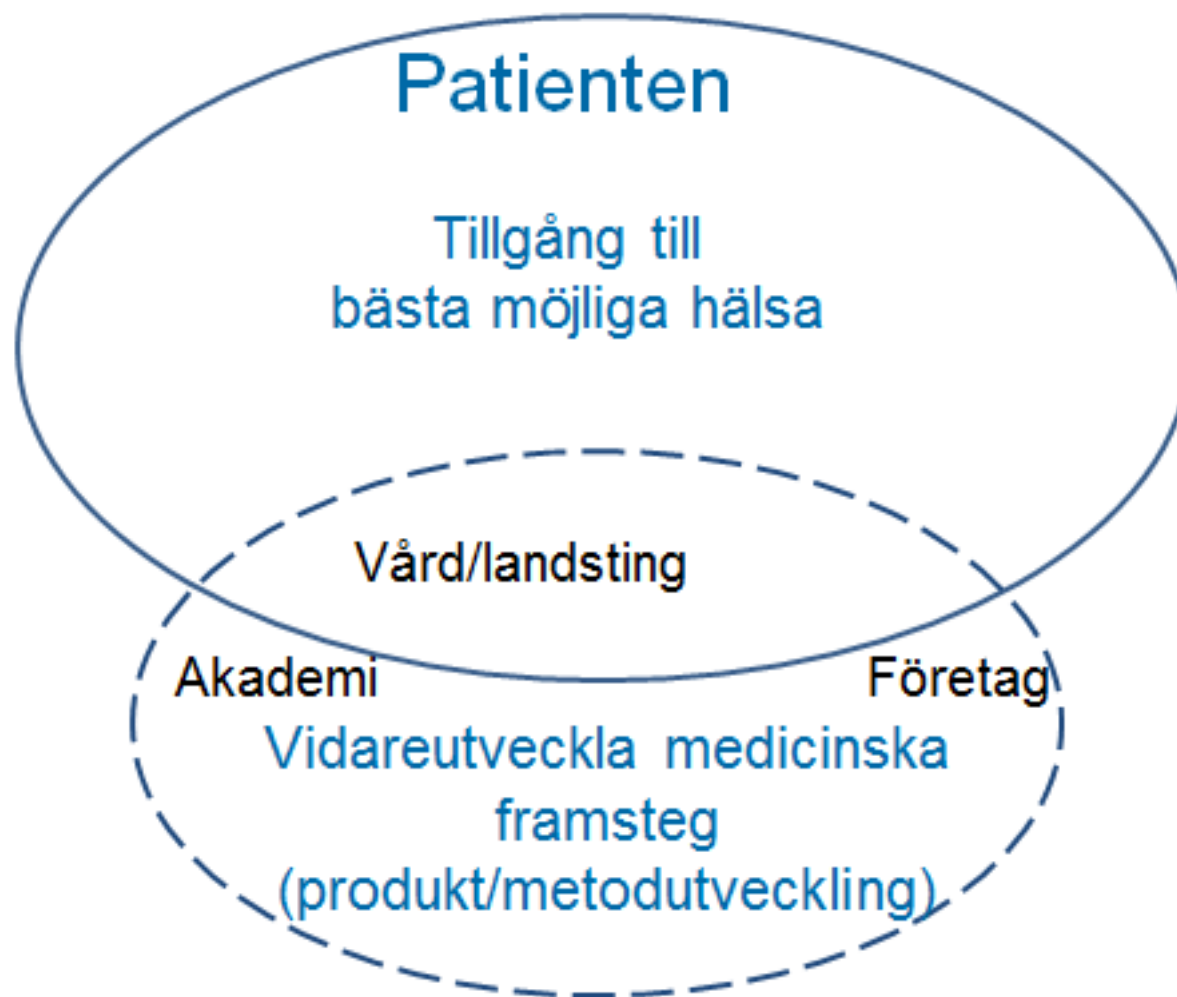 Patienten
Tillgång till
bästa möjliga hälsa
Vård/landsting
Akademi
Företag
Vidareutveckla medicinska
framsteg
(produkt/metodutveckling)